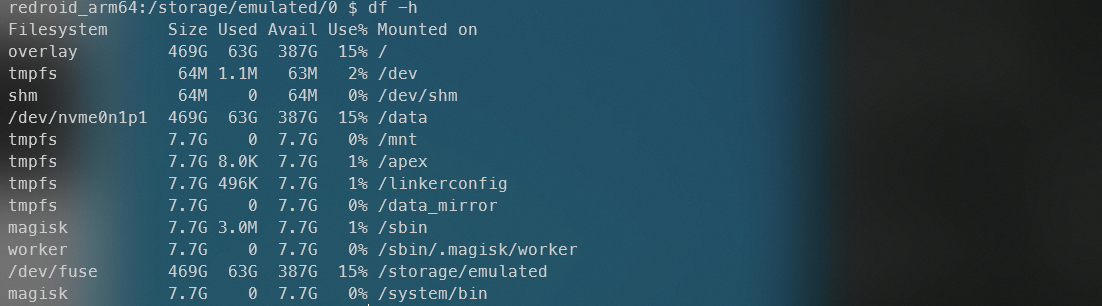 redroid_arm64:/storage/emulated/0 $ df -h
Filesystem      Size Used Avail Use% Mounted on
overlay         469G  63G  387G  15% /
tmpfs            64M 1.1M   63M   2% /dev
shm              64M    0   64M   0% /dev/shm
/dev/nvme0n1p1  469G  63G  387G  15% /data
tmpfs           7.7G    0  7.7G   0% /mnt
tmpfs           7.7G 8.0K  7.7G   1% /apex
tmpfs           7.7G 496K  7.7G   1% /linkerconfig
tmpfs           7.7G    0  7.7G   0% /data_mirror
magisk          7.7G 3.0M  7.7G   1% /sbin
worker          7.7G    0  7.7G   0% /sbin/.magisk/worker
/dev/fuse       469G  63G  387G  15% /storage/emulated
magisk          7.7G    0  7.7G   0% /system/bin